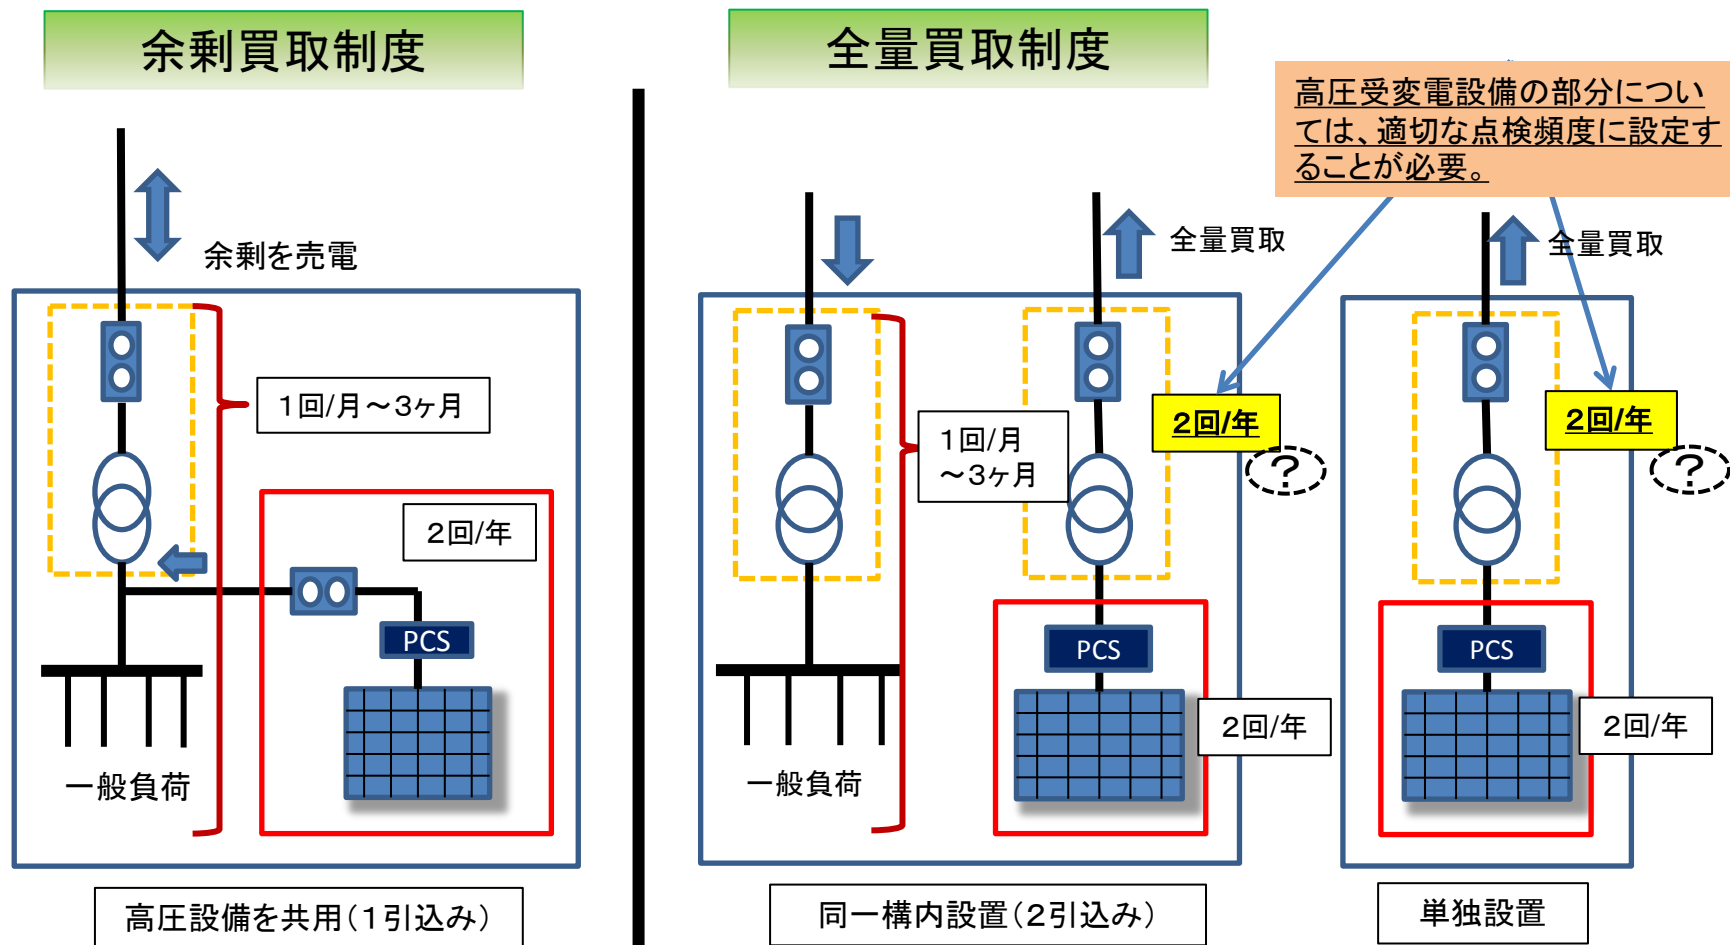 余剰買取制度
全量買取制度
高圧受変電設備の部分につい
ては、適切な点検頻度に設定す
ることが必要。
余剰を売電
全量買取
全量買取
1回/月～3ヶ月
2回/年
PCS
一般負荷
1回/月
～3ヶ月
2回/年
?
PCS
2回/年
一般負荷
2回/年
?
PCS
2回/年
高圧設備を共用(1引込み)
同一構内設置(2引込み)
単独設置